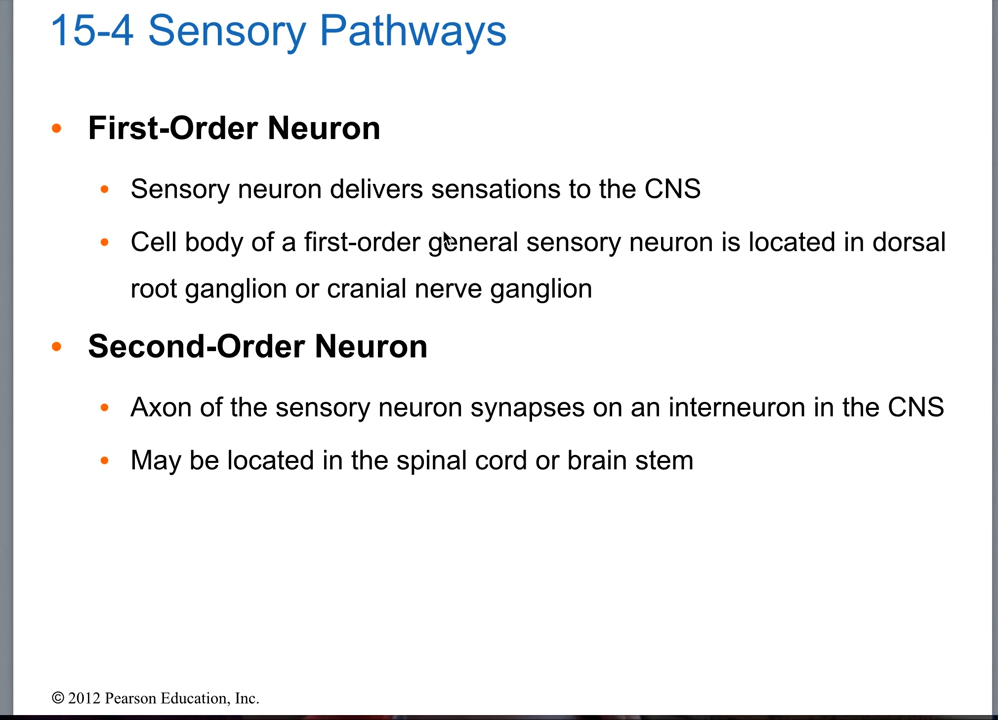 15-4 Sensory Pathways
• First-Order Neuron
• Sensory neuron delivers sensations to the CNS
• Cell body of a first-order general sensory neuron is located in dorsal
root ganglion or cranial nerve ganglion
• Second-Order Neuron
• Axon of the sensory neuron synapses on an interneuron in the CNS
• May be located in the spinal cord or brain stem
© 2012 Pearson Education, Inc.